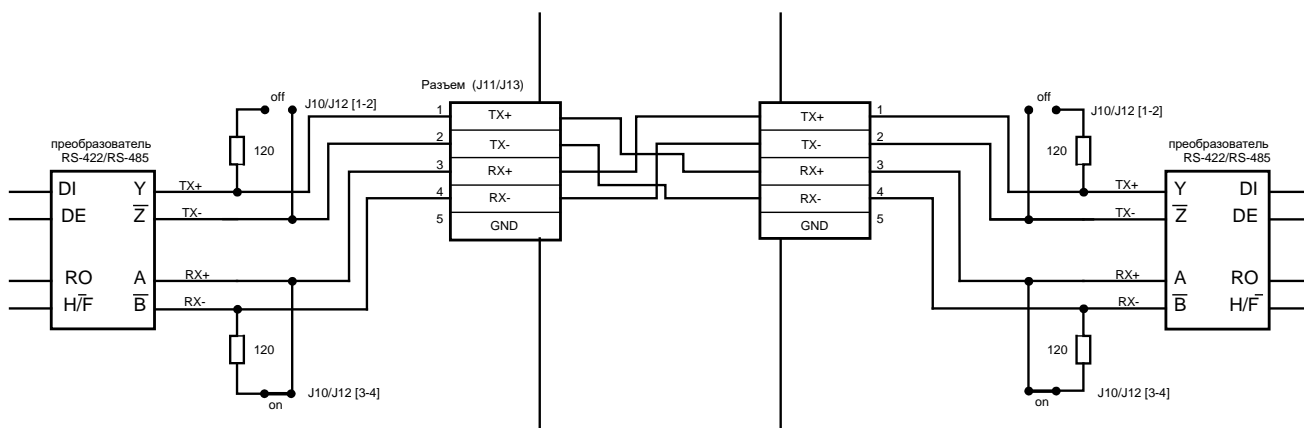 Разъем (J11/J13)
off
J10/J12 [1-2]
off
J10/J12 [1-2]
1
TX+
TX+
1
преобразователь
RS-422/RS-485
120
2
TX-
TX-
2
120
преобразователь
RS-422/RS-485
3
RX+
RX+
3
DI
Y
TX+
4
RX-
RX-
4
TX+
Y
DI
DE
Z̅
TX-
5
GND
GND
5
TX-
Z̅
DE
RO
A
RX+
RX+
A
RO
H/F̅
B̅
RX-
RX-
B̅
H/F̅
120
120
J10/J12 [3-4]
on
J10/J12 [3-4]
on